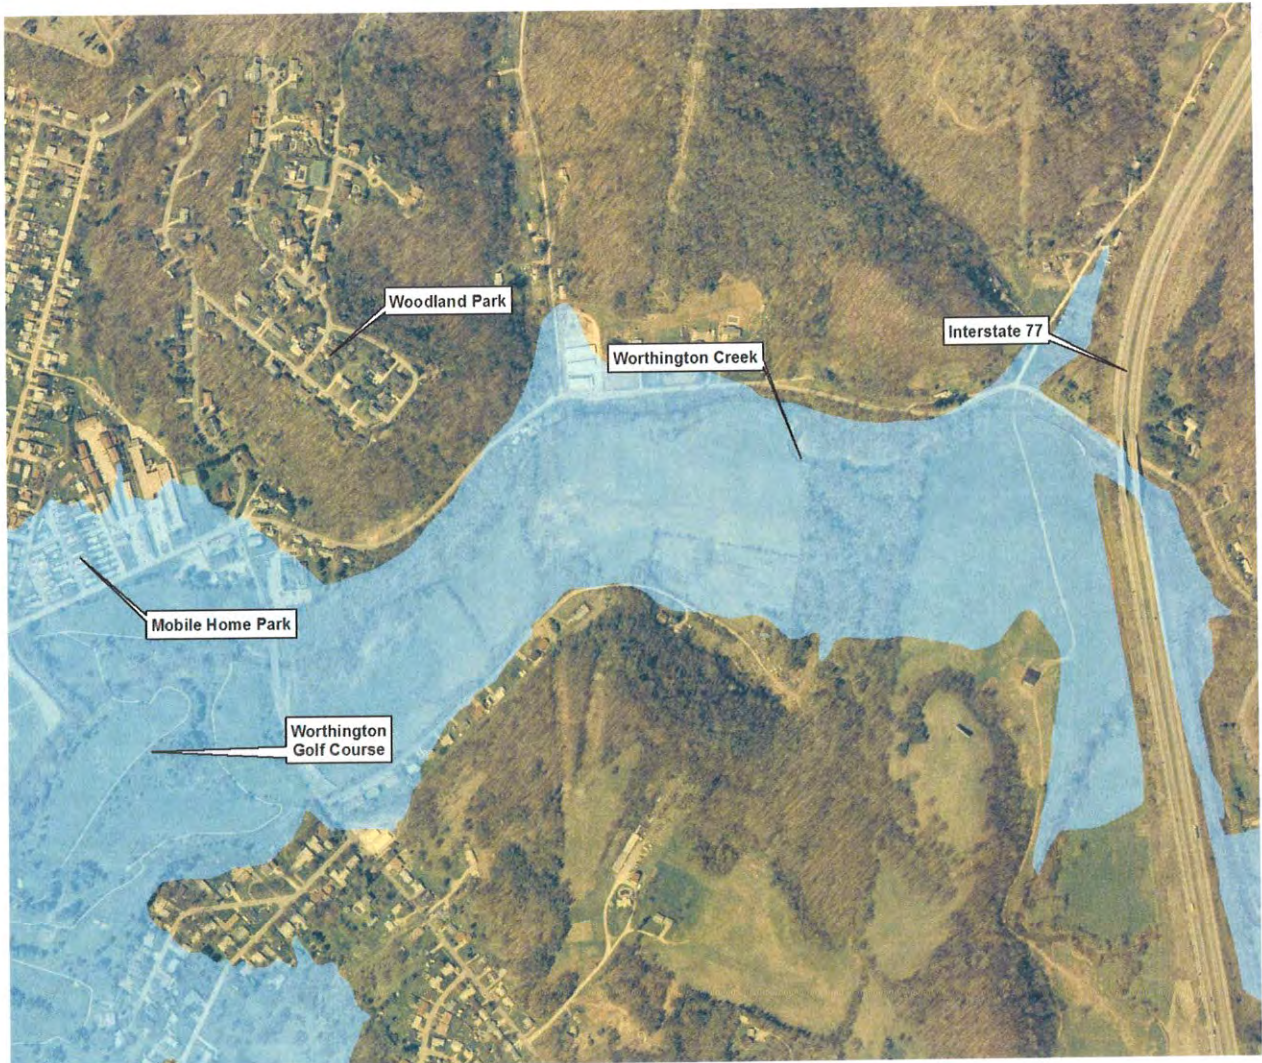 Woodland Park
Worthington Creek
Interstate 77
Mobile Home Park
Worthington
Golf Course